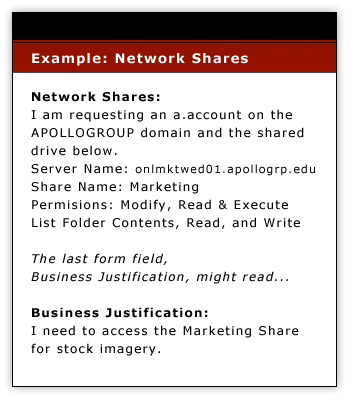 Example: Network Shares
Network Shares:
I am requesting an a.account on the
APOLLOGROUP domain and the shared
drive below.
Server Name: onlmktwed01.apollogrp.edu
Share Name: Marketing
Permisions: Modify, Read & Execute
List Folder Contents, Read, and Write
The last form field,
Business Justification, might read...
Business Justification:
I need to access the Marketing Share
for stock imagery.